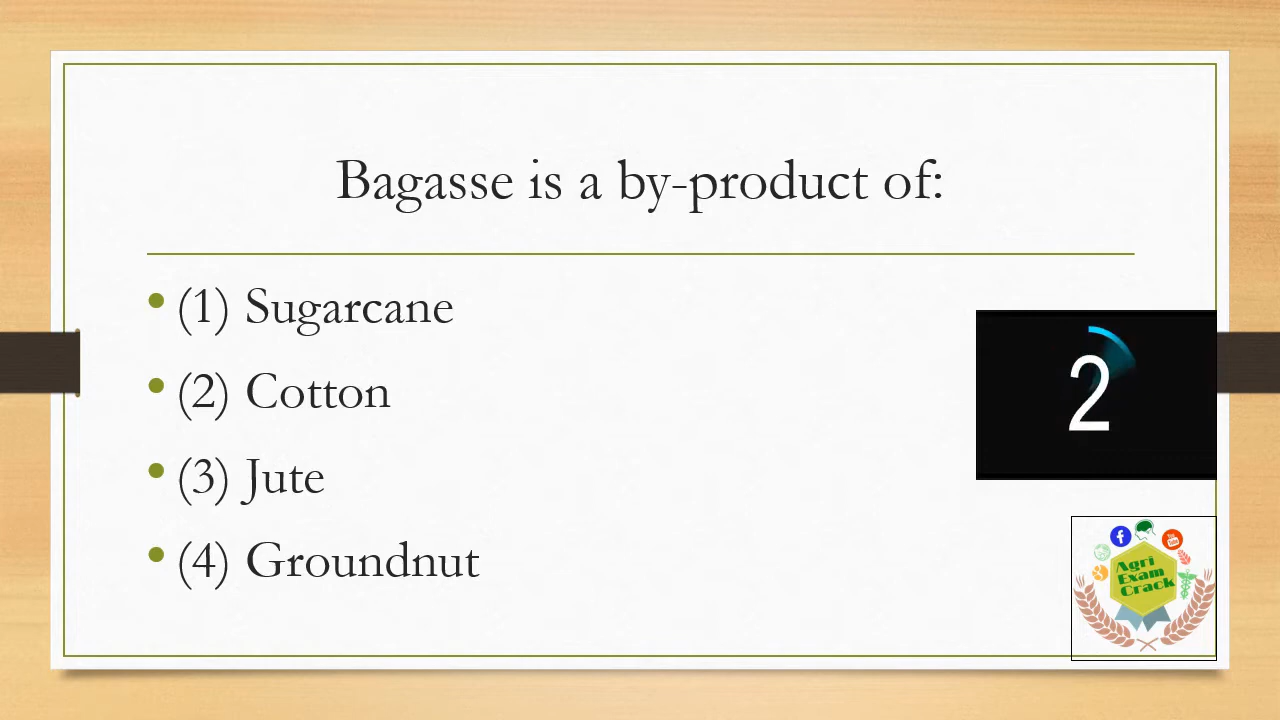 Bagasse is a by-product of:
• (1) Sugarcane
• (2) Cotton
• (3) Jute
• (4) Groundnut
2
Agri
Exam
Crack